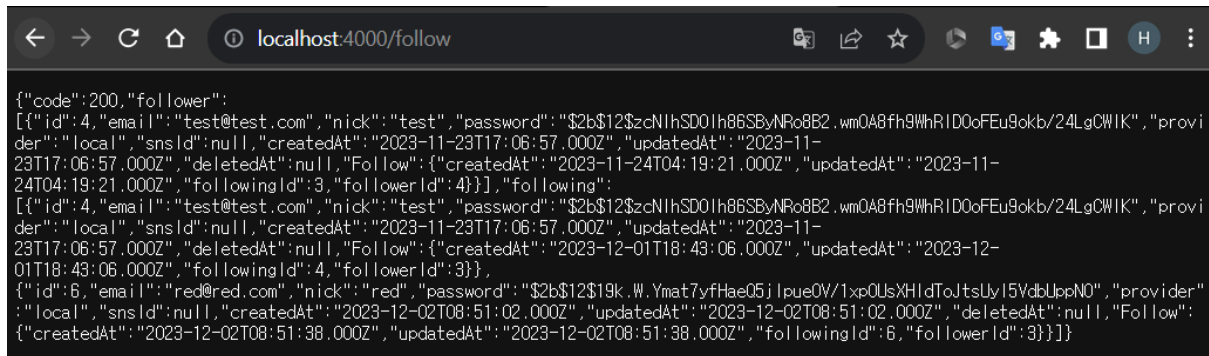 localhost:4000/follow
H
{"code":200,"follower":
[{"id":4,"email":"test@test.com","nick":"test","password":"$2b$12$zcNIhSDOIh86SByNRo8B2.wmOA8fh9WhRIDOoFEu9okb/24LgCWIK","provi
der":"local","snsId":null,"createdAt":"2023-11-23T17:06:57.000Z","updatedAt":"2023-11-
23T17:06:57.000Z","deletedAt":null,"Follow":{"createdAt":"2023-11-24T04:19:21.000Z","updatedAt":"2023-11-
24T04:19:21.000Z","followingId":3,"followerId":4}}],"following":
[{"id":4,"email":"test@test.com","nick":"test","password":"$2b$12$zcNIhSDOIh86SByNRo8B2.wmOA8fh9WhRIDOoFEu9okb/24LgCWIK","provi
der":"local","snsId":null,"createdAt":"2023-11-23T17:06:57.000Z","updatedAt":"2023-11-
23T17:06:57.000Z","deletedAt":null,"Follow":{"createdAt":"2023-12-01T18:43:06.000Z","updatedAt":"2023-12-
01T18:43:06.000Z","followingId":4,"followerId":3}},
{"id":6,"email":"red@red.com","nick":"red","password":"$2b$12$19k.W.Ymat7yfHaeQ5jIpueOV/1xpOUsXHIdToJtsUyI5VdbUppNO","provider"
:"local","snsId":null,"createdAt":"2023-12-02T08:51:02.000Z","updatedAt":"2023-12-02T08:51:02.000Z","deletedAt":null,"Follow":
{"createdAt":"2023-12-02T08:51:38.000Z","updatedAt":"2023-12-02T08:51:38.000Z","followingId":6,"followerId":3}}]}